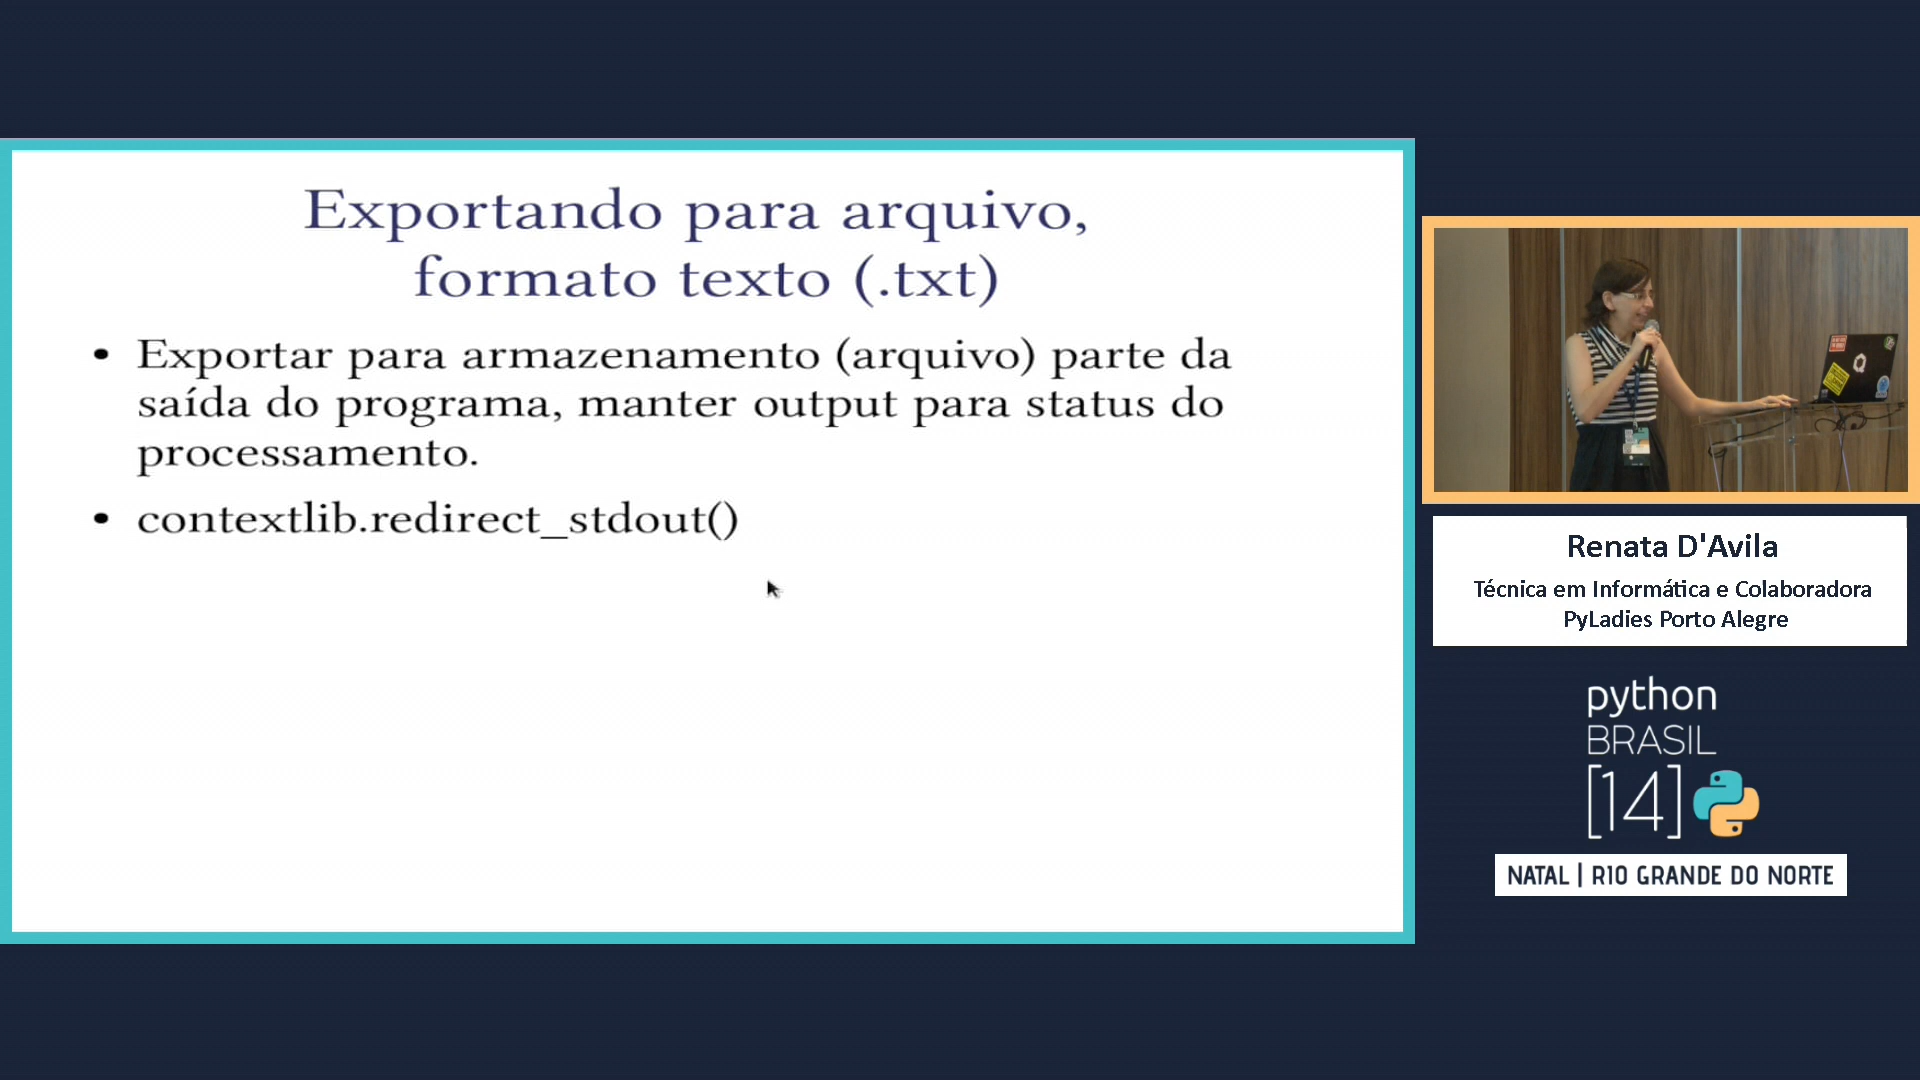 Exportando para arquivo,
formato texto (.txt)
• Exportar para armazenamento (arquivo) parte da
saída do programa, manter output para status do
processamento.
• contextlib.redirect_stdout()
Renata D'Avila
Técnica em Informática e Colaboradora
PyLadies Porto Alegre
python
BRASIL
[14]
NATAL | RIO GRANDE DO NORTE